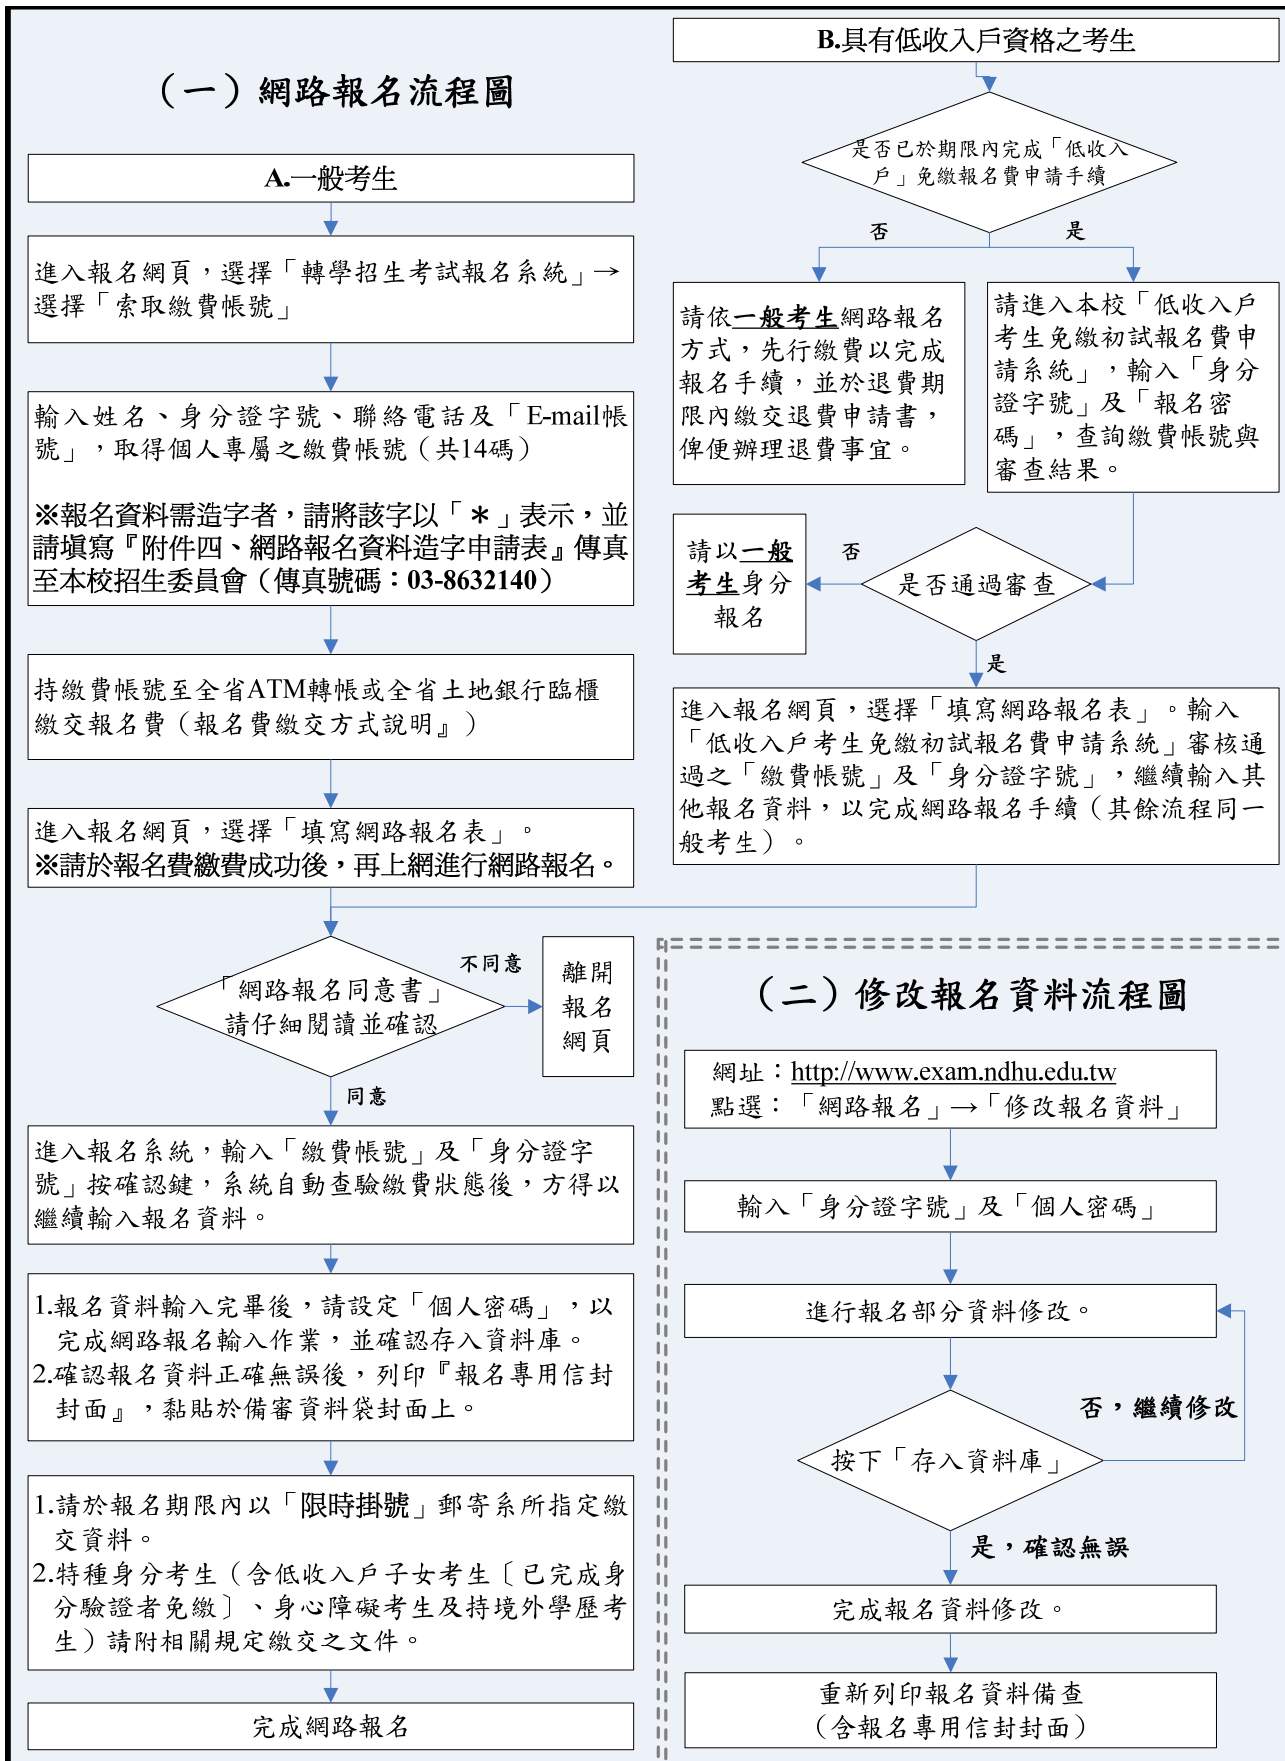 （一）網路報名流程圖
A.一般考生
進入報名網頁，選擇「轉學招生考試報名系統」→
選擇「索取繳費帳號」
輸入姓名、身分證字號、聯絡電話及「E-mail帳
號」，取得個人專屬之繳費帳號（共14碼）
※報名資料需造字者，請將該字以「＊」表示，並
請填寫『附件四、網路報名資料造字申請表』傳真
至本校招生委員會（傳真號碼：03-8632140）
持繳費帳號至全省ATM轉帳或全省土地銀行臨櫃
繳交報名費（報名費繳交方式說明』）
進入報名網頁，選擇「填寫網路報名表」。
※請於報名費繳費成功後，再上網進行網路報名。
「網路報名同意書」
請仔細閱讀並確認
不同意
離開
報名
網頁
同意
進入報名系統，輸入「繳費帳號」及「身分證字
號」按確認鍵，系統自動查驗繳費狀態後，方得以
繼續輸入報名資料。
1.報名資料輸入完畢後，請設定「個人密碼」，以
完成網路報名輸入作業，並確認存入資料庫。
2.確認報名資料正確無誤後，列印『報名專用信封
封面』，黏貼於備審資料袋封面上。
1.請於報名期限內以「限時掛號」郵寄系所指定繳
交資料。
2.特種身分考生（含低收入戶子女考生〔已完成身
分驗證者免繳〕、身心障礙考生及持境外學歷考
生）請附相關規定繳交之文件。
完成網路報名
B.具有低收入戶資格之考生
是否已於期限內完成「低收入
戶」免繳報名費申請手續
否
是
請依一般考生網路報名
方式，先行繳費以完成
報名手續，並於退費期
限內繳交退費申請書，
俾便辦理退費事宜。
請進入本校「低收入戶
考生免繳初試報名費申
請系統」，輸入「身分
證字號」及「報名密
碼」，查詢繳費帳號與
審查結果。
請以一般
考生身分
報名
否
是否通過審查
是
進入報名網頁，選擇「填寫網路報名表」。輸入
「低收入戶考生免繳初試報名費申請系統」審核通
過之「繳費帳號」及「身分證字號」，繼續輸入其
他報名資料，以完成網路報名手續（其餘流程同一
般考生）。
（二）修改報名資料流程圖
網址：http://www.exam.ndhu.edu.tw
點選：「網路報名」→「修改報名資料」
輸入「身分證字號」及「個人密碼」
進行報名部分資料修改。
否，繼續修改
按下「存入資料庫」
是，確認無誤
完成報名資料修改。
重新列印報名資料備查
（含報名專用信封封面）